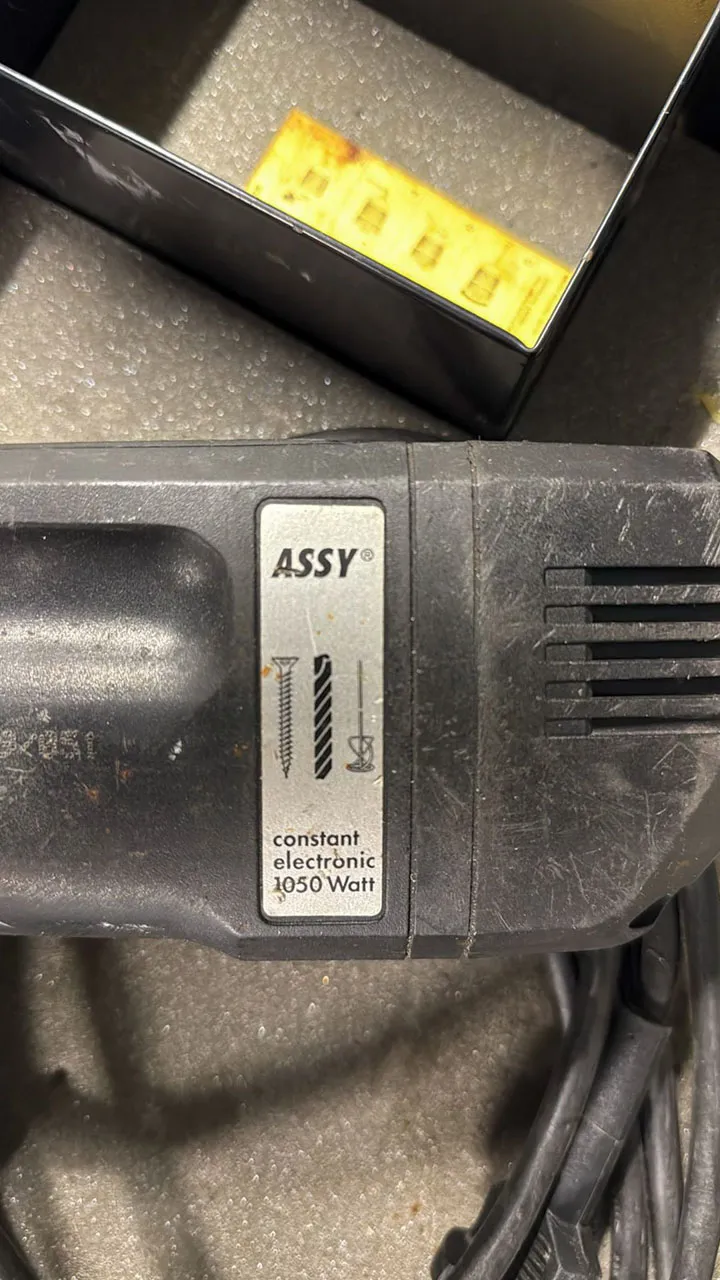 ASSY®
constant
electronic
1050 Watt